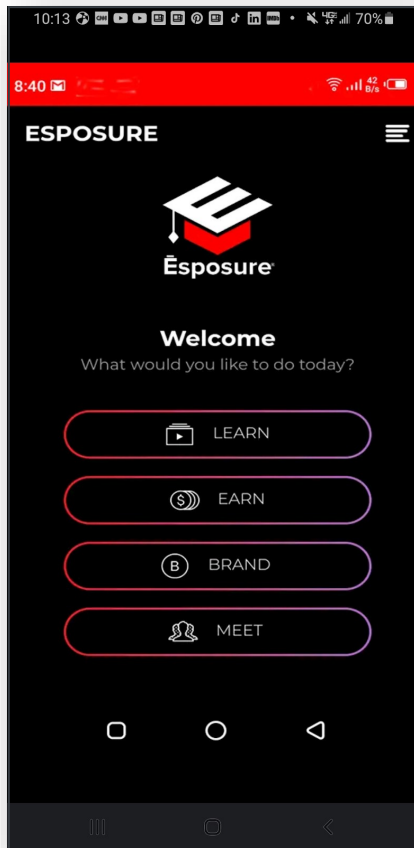 10:13 70%
8:40 42 B/s
ESPOSURE
Ēsposure
Welcome
What would you like to do today?
LEARN
$ EARN
B BRAND
MEET